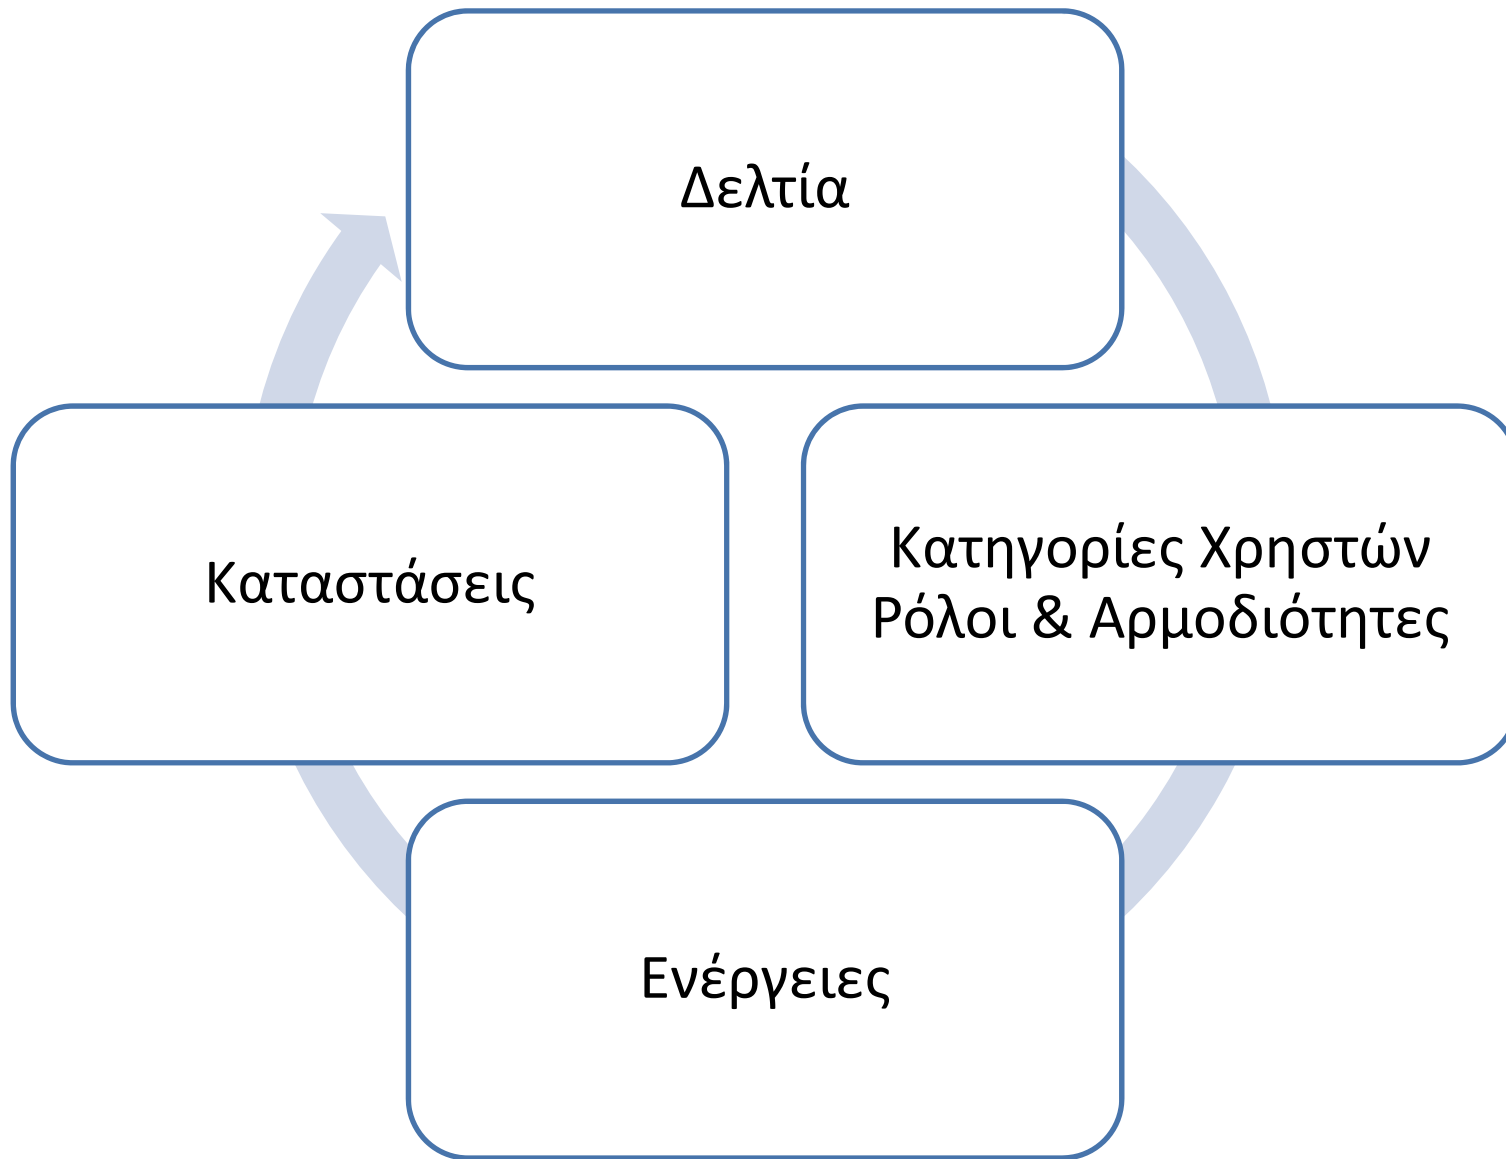 Δελτία
Κατηγορίες Χρηστών
Ρόλοι & Αρμοδιότητες
Ενέργειες
Καταστάσεις